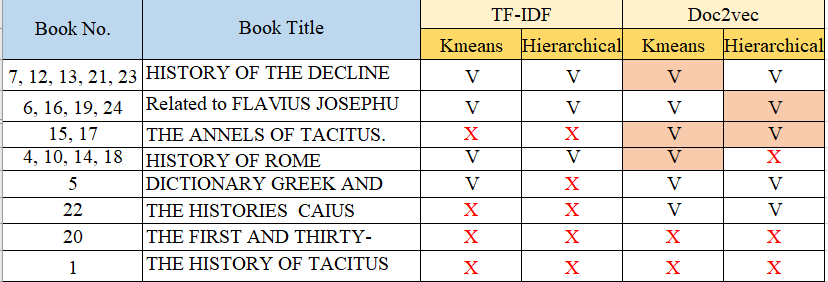 Book No. Book Title TF-IDF Doc2vec
Kmeans Hierarchical Kmeans Hierarchical
7, 12, 13, 21, 23 HISTORY OF THE DECLINE V V V V
6, 16, 19, 24 Related to FLAVIUS JOSEPHU V V V V
15, 17 THE ANNELS OF TACITUS. X X V V
4, 10, 14, 18 HISTORY OF ROME V V V X
5 DICTIONARY GREEK AND V X V V
22 THE HISTORIES CAIUS X X V V
20 THE FIRST AND THIRTY- X X X X
1 THE HISTORY OF TACITUS X X X X